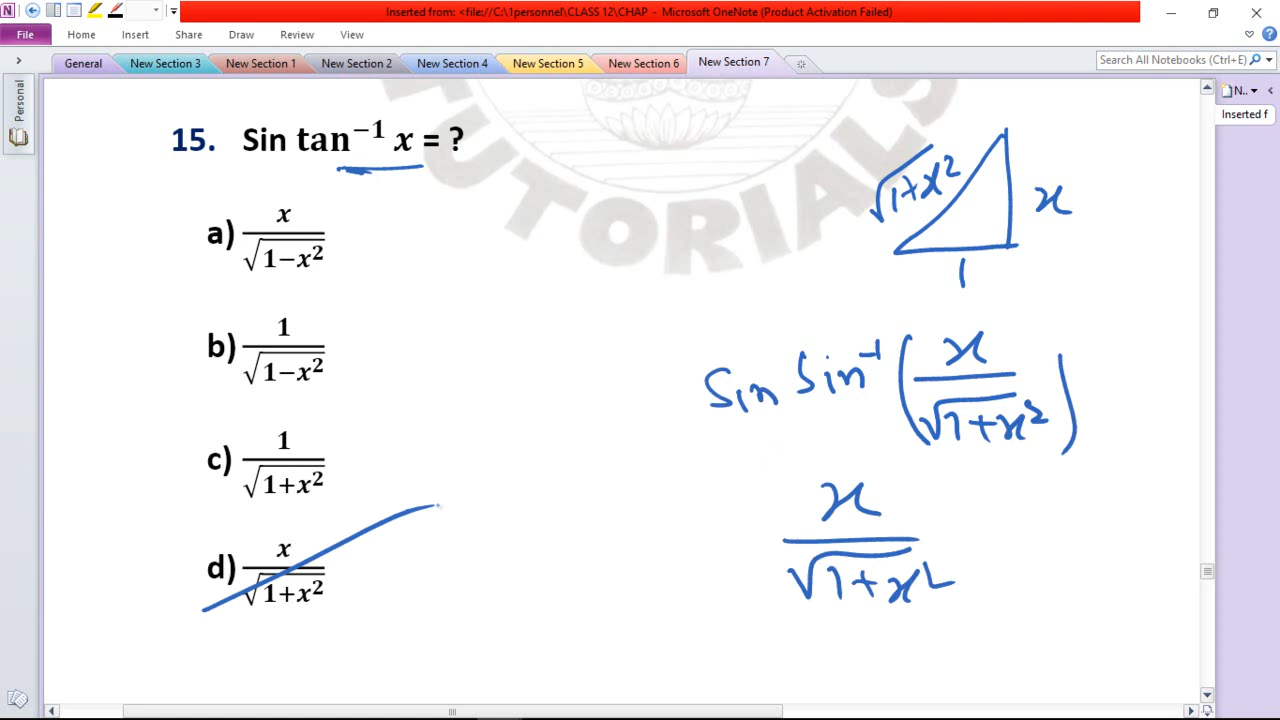 Inserted from: <file://C:\1personnel\CLASS 12\CHAP - Microsoft OneNote (Product Activation Failed)
File Home Insert Share Draw Review View
General New Section 3 New Section 1 New Section 2 New Section 4 New Section 5 New Section 6 New Section 7
Search All Notebooks (Ctrl+E)
Personal
N..
Inserted f
TUTORIALS
15. Sin tan⁻¹ x = ?
a) x/√(1−x²)
b) 1/√(1−x²)
c) 1/√(1+x²)
d) x/√(1+x²)
√1+x²
x
1
Sin Sin⁻¹ (x/√1+x²)
x/√1+x²